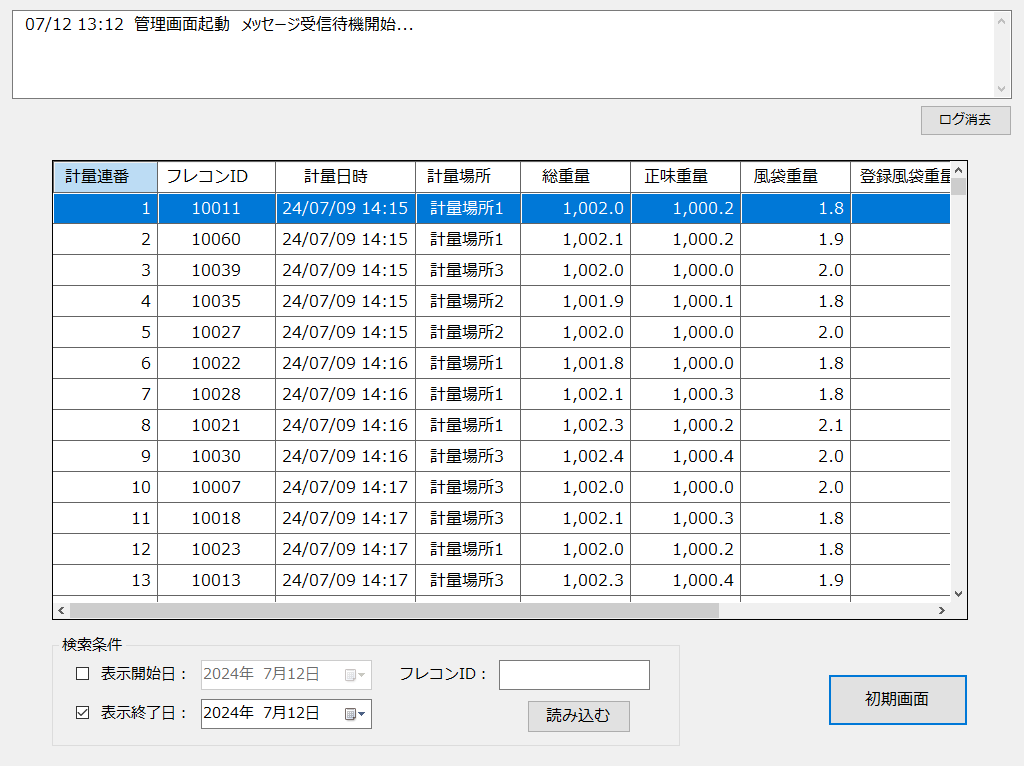 07/12 13:12 管理画面起動 メッセージ受信待機開始...
ログ消去
計量連番 フレコンID 計量日時 計量場所 総重量 正味重量 風袋重量 登録風袋重量
1 10011 24/07/09 14:15 計量場所1 1,002.0 1,000.2 1.8
2 10060 24/07/09 14:15 計量場所1 1,002.1 1,000.2 1.9
3 10039 24/07/09 14:15 計量場所3 1,002.0 1,000.0 2.0
4 10035 24/07/09 14:15 計量場所2 1,001.9 1,000.1 1.8
5 10027 24/07/09 14:15 計量場所2 1,002.0 1,000.0 2.0
6 10022 24/07/09 14:16 計量場所1 1,001.8 1,000.0 1.8
7 10028 24/07/09 14:16 計量場所1 1,002.1 1,000.3 1.8
8 10021 24/07/09 14:16 計量場所1 1,002.3 1,000.2 2.1
9 10030 24/07/09 14:16 計量場所3 1,002.4 1,000.4 2.0
10 10007 24/07/09 14:17 計量場所3 1,002.0 1,000.0 2.0
11 10018 24/07/09 14:17 計量場所3 1,002.1 1,000.3 1.8
12 10023 24/07/09 14:17 計量場所1 1,002.0 1,000.2 1.8
13 10013 24/07/09 14:17 計量場所3 1,002.3 1,000.4 1.9
検索条件
表示開始日： 2024年 7月12日 フレコンID：
表示終了日： 2024年 7月12日 読み込む
初期画面